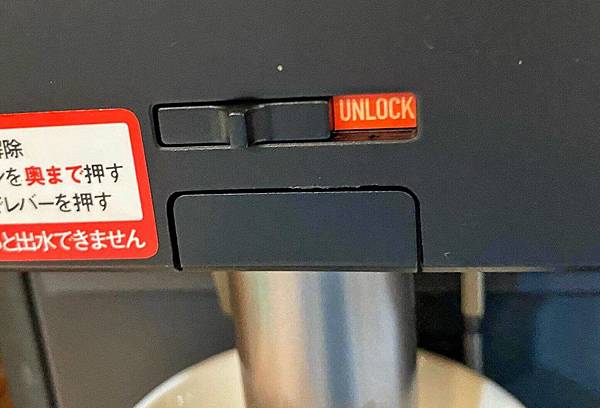 UNLOCK
解除
ンを奥まで押す
でレバーを押す
と出水できません